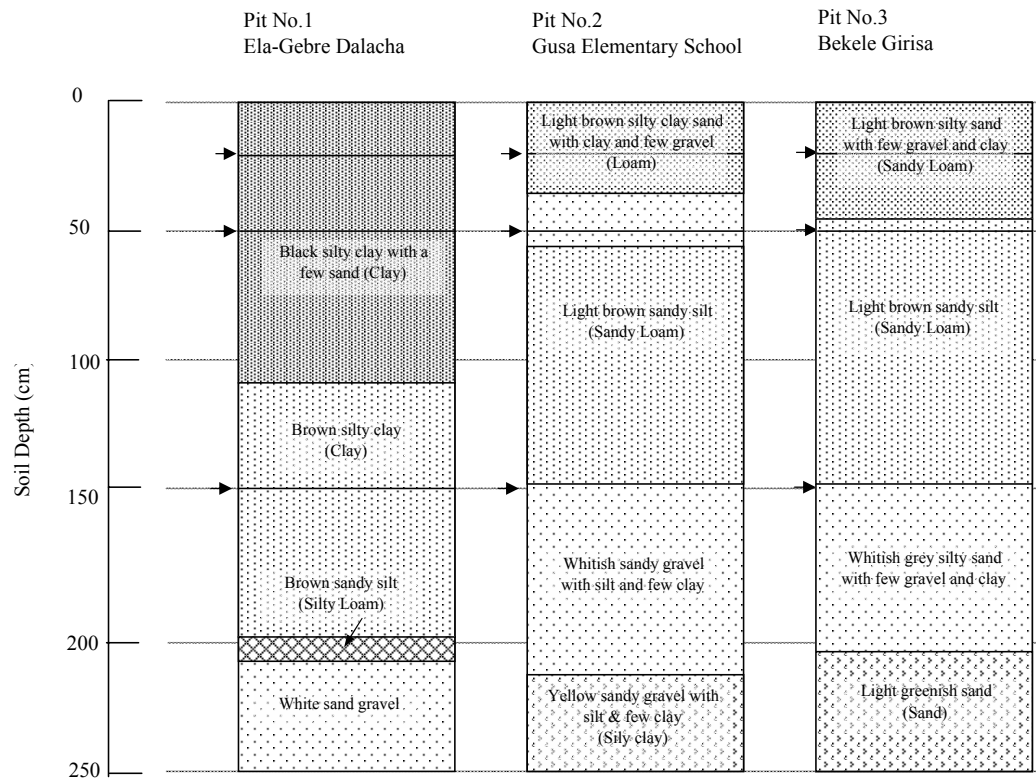 Pit No.1
Ela-Gebre Dalacha
Pit No.2
Gusa Elementary School
Pit No.3
Bekele Girisa
Soil Depth (cm)
0
50
100
150
200
250
Black silty clay with a
few sand (Clay)
Brown silty clay
(Clay)
Brown sandy silt
(Silty Loam)
White sand gravel
Light brown silty clay sand
with clay and few gravel
(Loam)
Light brown sandy silt
(Sandy Loam)
Whitish sandy gravel
with silt and few clay
Yellow sandy gravel with
silt & few clay
(Sily clay)
Light brown silty sand
with few gravel and clay
(Sandy Loam)
Light brown sandy silt
(Sandy Loam)
Whitish grey silty sand
with few gravel and clay
Light greenish sand
(Sand)